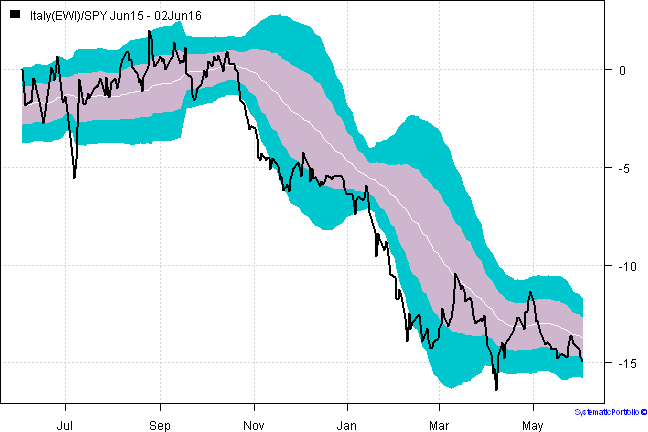 Italy(EWI)/SPY Jun15 - 02Jun16
0
-5
-10
-15
Jul Sep Nov Jan Mar May
SystematicPortfolio ©